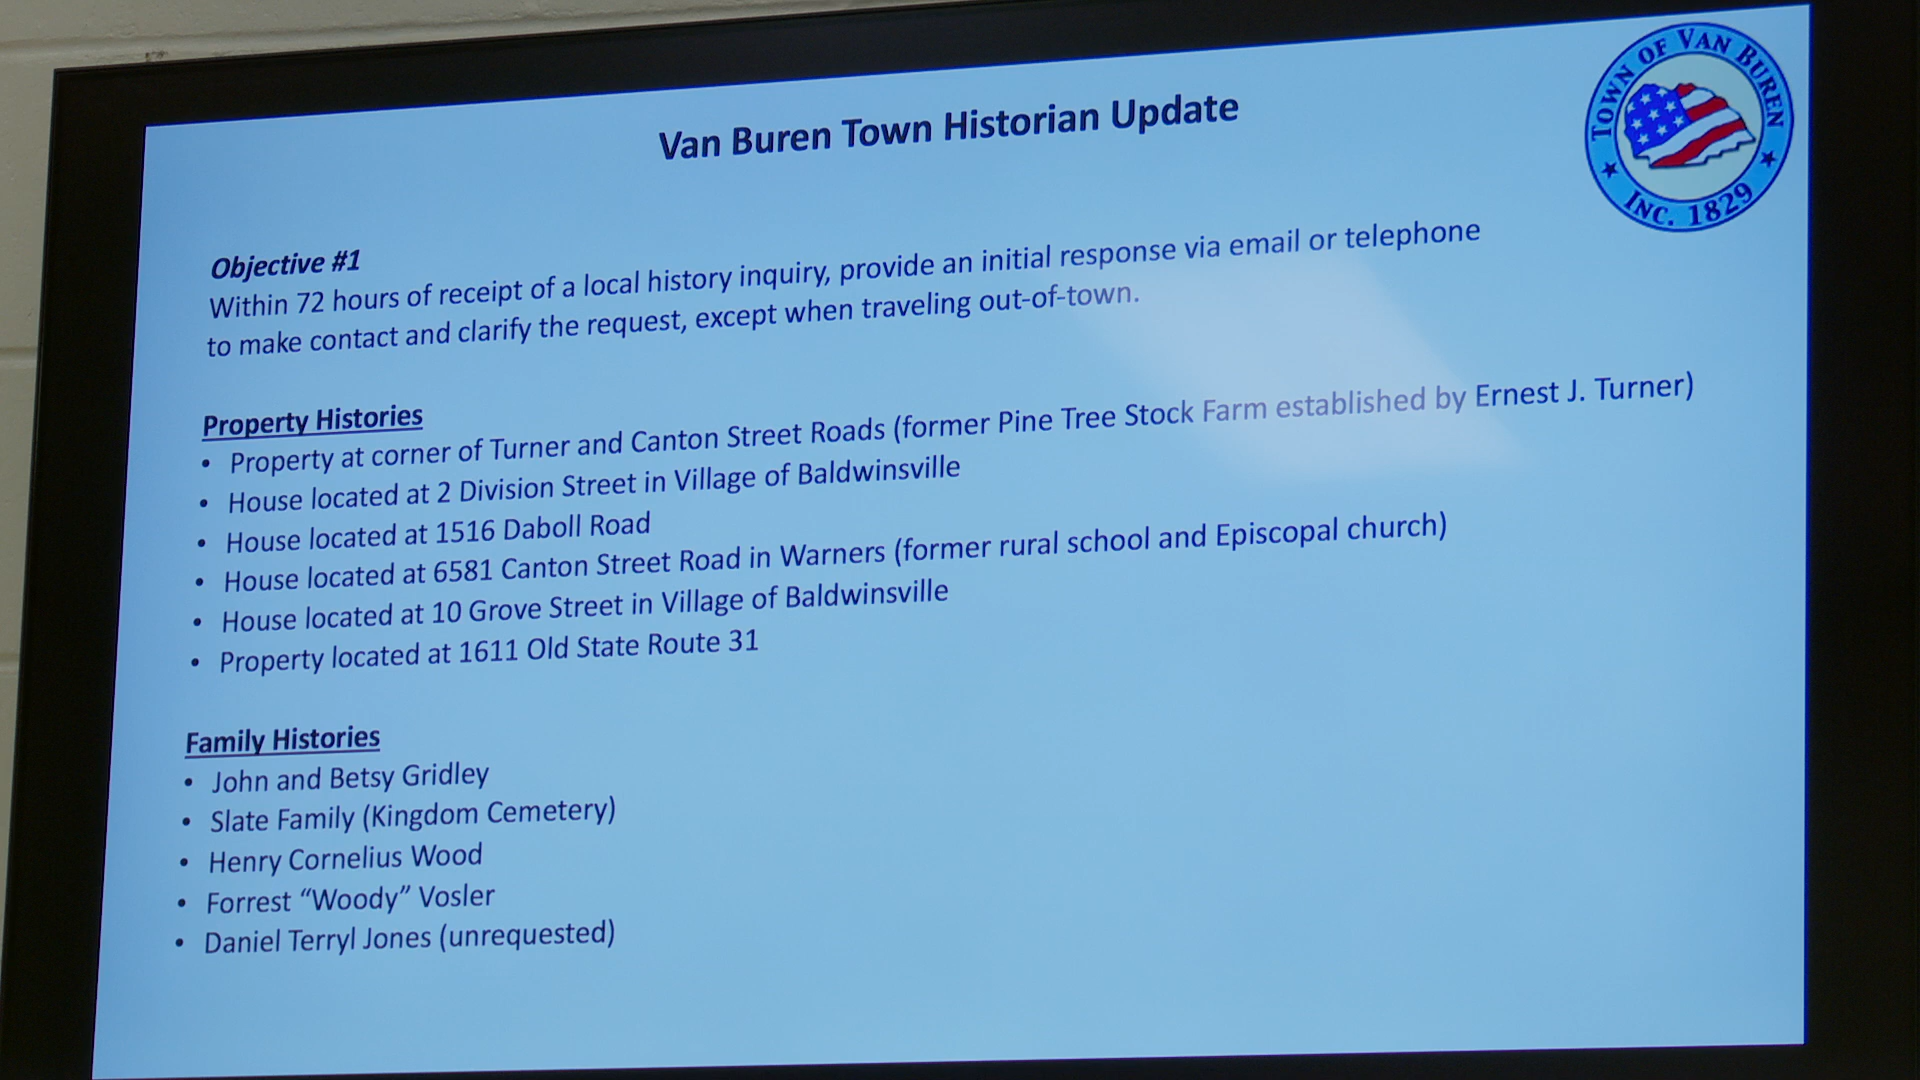 Van Buren Town Historian Update
TOWN OF VAN BUREN
INC. 1829
Objective #1
Within 72 hours of receipt of a local history inquiry, provide an initial response via email or telephone
to make contact and clarify the request, except when traveling out-of-town.
Property Histories
• Property at corner of Turner and Canton Street Roads (former Pine Tree Stock Farm established by Ernest J. Turner)
• House located at 2 Division Street in Village of Baldwinsville
• House located at 1516 Daboll Road
• House located at 6581 Canton Street Road in Warners (former rural school and Episcopal church)
• House located at 10 Grove Street in Village of Baldwinsville
• Property located at 1611 Old State Route 31
Family Histories
• John and Betsy Gridley
• Slate Family (Kingdom Cemetery)
• Henry Cornelius Wood
• Forrest “Woody” Vosler
• Daniel Terryl Jones (unrequested)